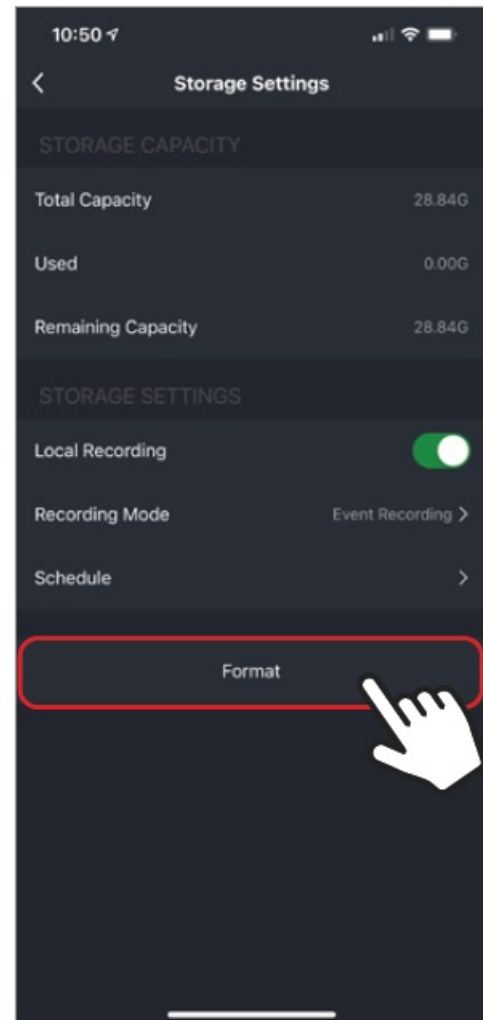 10:50
Storage Settings
STORAGE CAPACITY
Total Capacity 28.84G
Used 0.00G
Remaining Capacity 28.84G
STORAGE SETTINGS
Local Recording
Recording Mode Event Recording >
Schedule >
Format